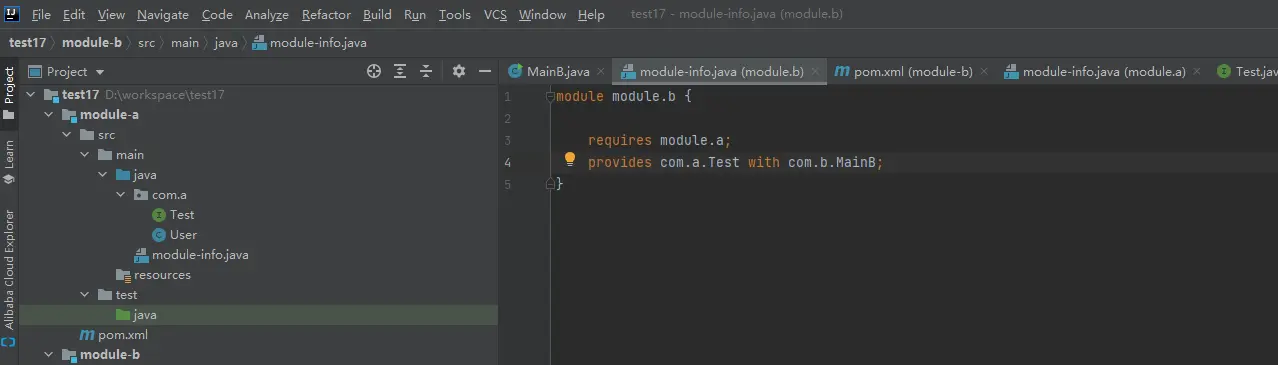 IJ File Edit View Navigate Code Analyze Refactor Build Run Tools VCS Window Help test17 - module-info.java (module.b)
test17 module-b src main java module-info.java
Project
Learn
Alibaba Cloud Explorer
Project
test17 D:\workspace\test17
module-a
src
main
java
com.a
I Test
C User
module-info.java
resources
test
java
pom.xml
module-b
MainB.java module-info.java (module.b) pom.xml (module-b) module-info.java (module.a) Test.jav
1 module module.b {
2
3 requires module.a;
4 provides com.a.Test with com.b.MainB;
5 }